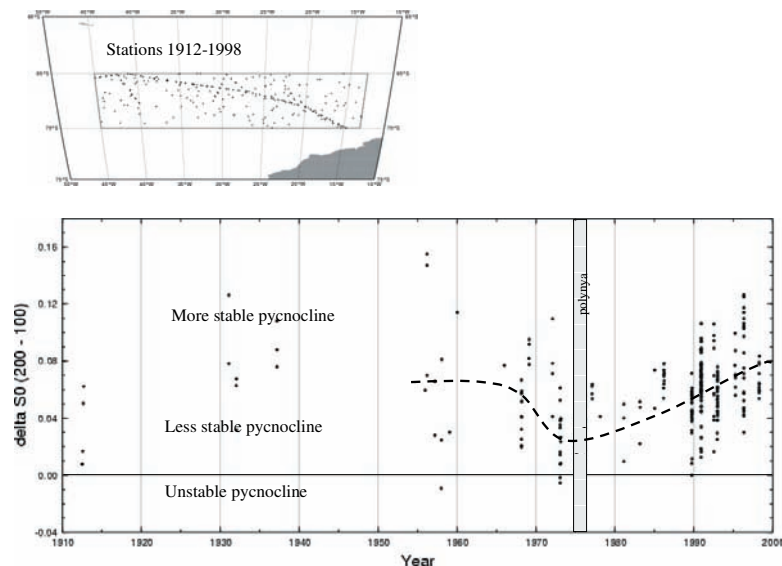 Stations 1912-1998
delta S0 (200 - 100)
0.16
0.12
0.08
0.04
0.00
-0.04
More stable pycnocline
Less stable pycnocline
Unstable pycnocline
polynya
1910 1920 1930 1940 1950 1960 1970 1980 1990 2000
Year